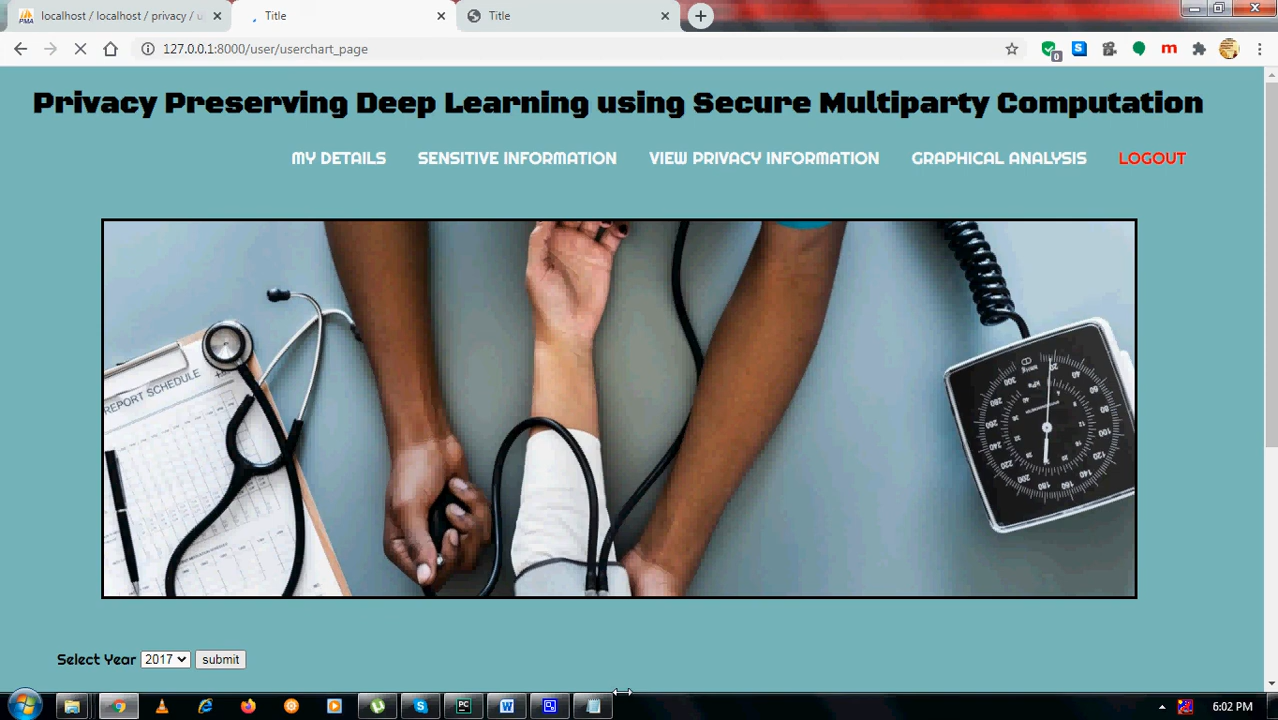 localhost / localhost / privacy / u
Title
Title
127.0.0.1:8000/user/userchart_page
0
Privacy Preserving Deep Learning using Secure Multiparty Computation
MY DETAILS SENSITIVE INFORMATION VIEW PRIVACY INFORMATION GRAPHICAL ANALYSIS LOGOUT
REPORT SCHEDULE
Select Year 2017 submit
6:02 PM